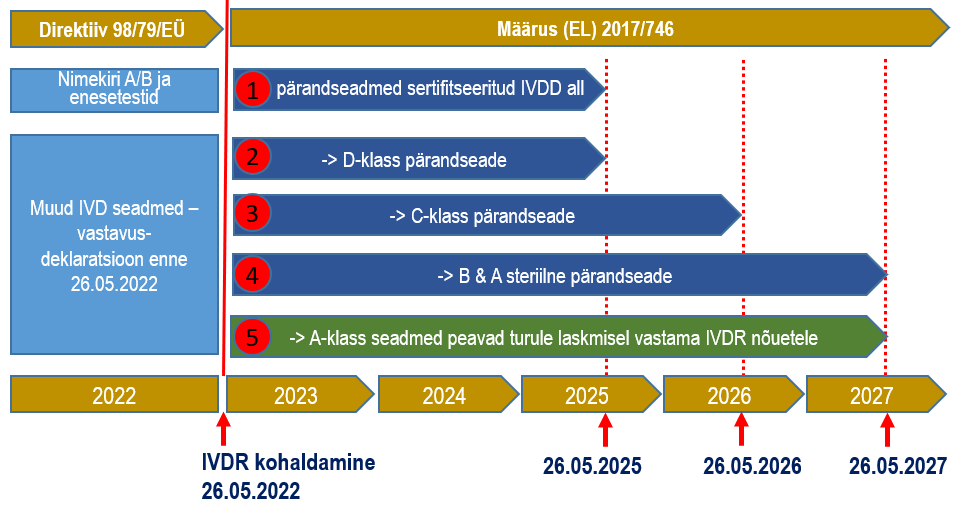 Direktiiv 98/79/EÜ
Määrus (EL) 2017/746
Nimekiri A/B ja
enesetestid
1
pärandseadmed sertifitseeritud IVDD all
Muud IVD seadmed –
vastavus-
deklaratsioon enne
26.05.2022
2
-> D-klass pärandseade
3
-> C-klass pärandseade
4
-> B & A steriilne pärandseade
5
-> A-klass seadmed peavad turule laskmisel vastama IVDR nõuetele
2022
2023
2024
2025
2026
2027
IVDR kohaldamine
26.05.2022
26.05.2025
26.05.2026
26.05.2027